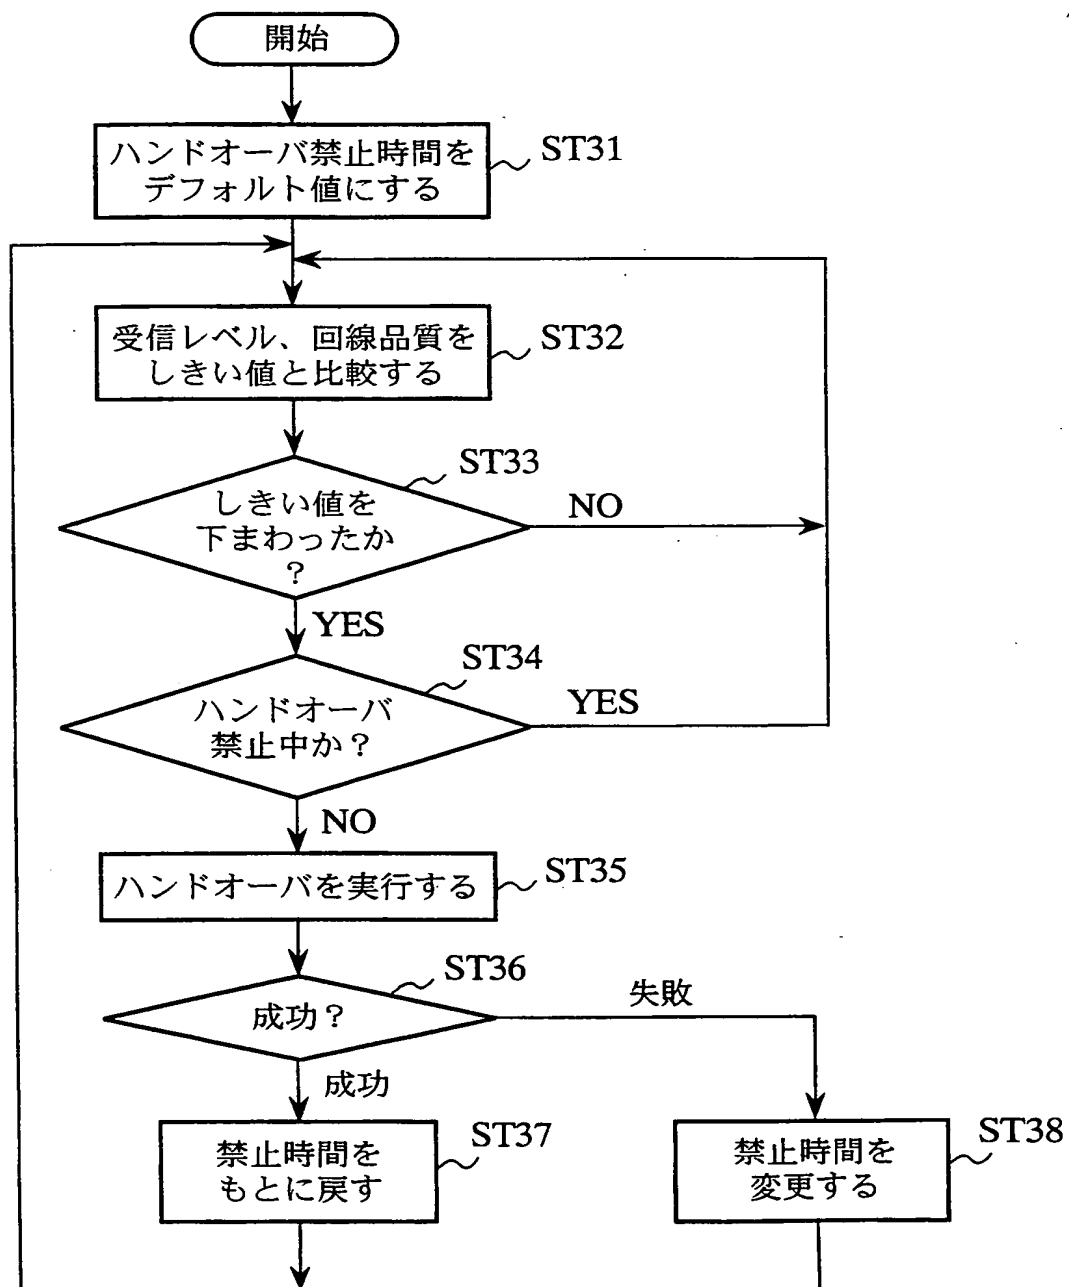 開始
ハンドオーバ禁止時間を
デフォルト値にする
ST31
受信レベル、回線品質を
しきい値と比較する
ST32
ST33
しきい値を
下まわったか
?
NO
YES
ST34
ハンドオーバ
禁止中か?
YES
NO
ハンドオーバを実行する
ST35
ST36
成功?
失敗
成功
禁止時間を
もとに戻す
ST37
禁止時間を
変更する
ST38